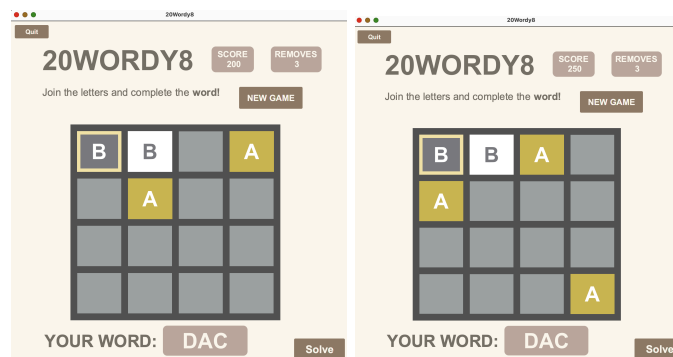 20Wordy8
Quit
20WORDY8
SCORE
200
REMOVES
3
Join the letters and complete the word!
NEW GAME
B B A
A
YOUR WORD: DAC
Solve
20Wordy8
Quit
20WORDY8
SCORE
250
REMOVES
3
Join the letters and complete the word!
NEW GAME
B B A
A
A
YOUR WORD: DAC
Solve